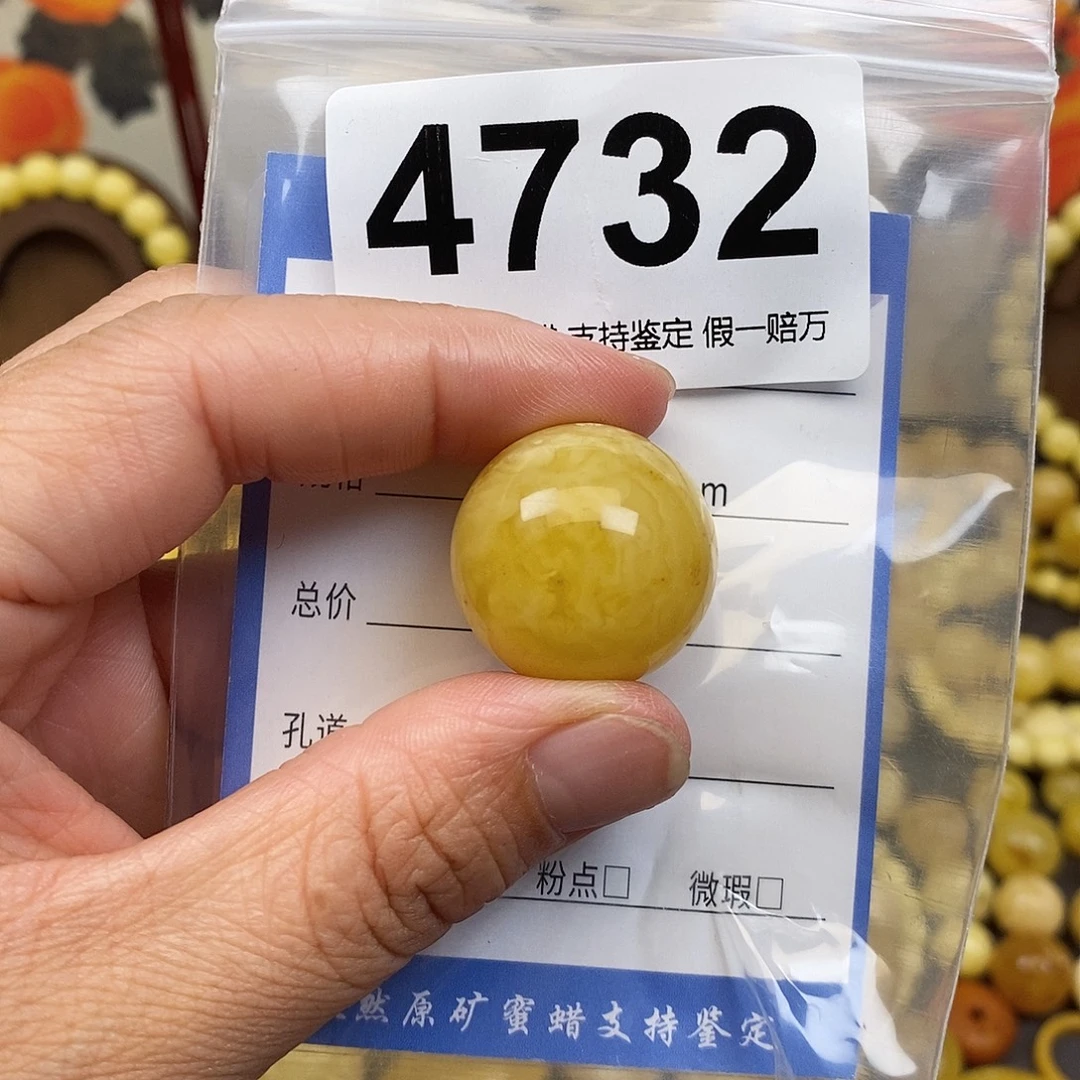 4732
支持鉴定 假一赔万
m
总价
孔道
粉点□ 微瑕□
然原矿蜜蜡支持鉴定